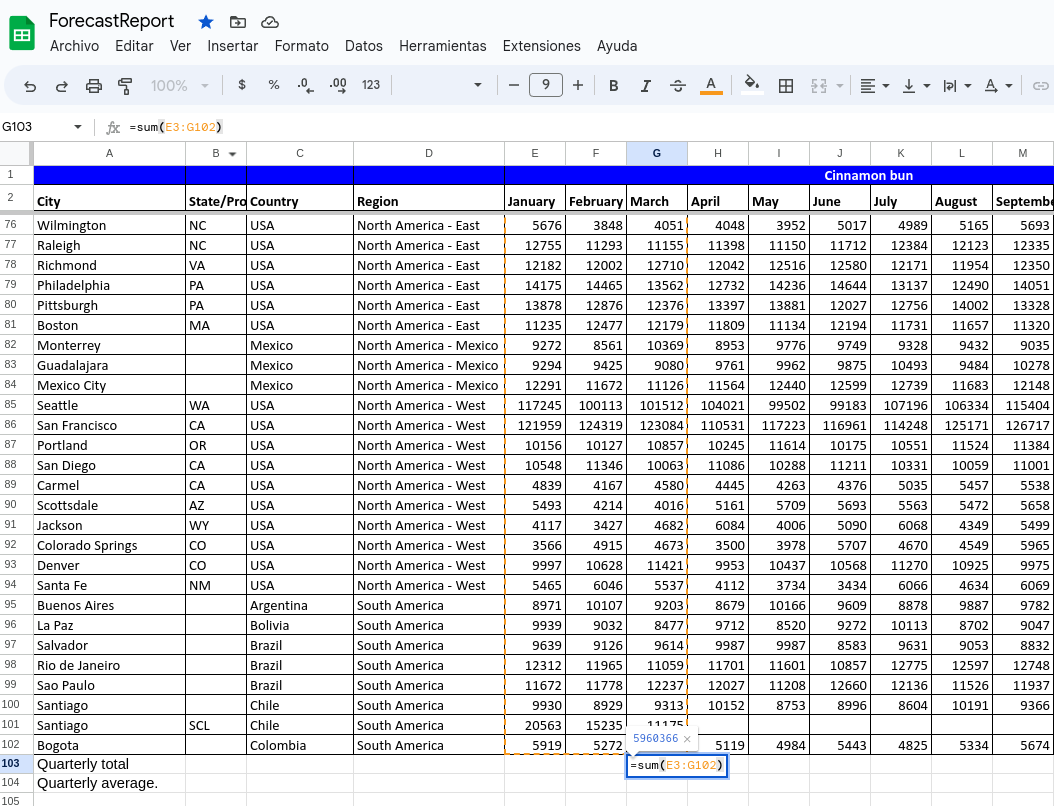 ForecastReport
Archivo Editar Ver Insertar Formato Datos Herramientas Extensiones Ayuda
100% $ % .0 .00 123 9 B I S A A
G103 fx =sum(E3:G102)
A B C D E F G H I J K L M
1 Cinnamon bun
2 City State/Pro Country Region January February March April May June July August Septembe
76 Wilmington NC USA North America - East 5676 3848 4051 4048 3952 5017 4989 5165 5693
77 Raleigh NC USA North America - East 12755 11293 11155 11398 11150 11712 12384 12123 12335
78 Richmond VA USA North America - East 12182 12002 12710 12042 12516 12580 12171 11954 12350
79 Philadelphia PA USA North America - East 14175 14465 13562 12732 14236 14644 13137 12490 14051
80 Pittsburgh PA USA North America - East 13878 12876 12376 13397 13881 12027 12756 14002 13328
81 Boston MA USA North America - East 11235 12477 12179 11809 11134 12194 11731 11657 11320
82 Monterrey Mexico North America - Mexico 9272 8561 10369 8953 9776 9749 9328 9432 9035
83 Guadalajara Mexico North America - Mexico 9294 9425 9080 9761 9962 9875 10493 9484 10278
84 Mexico City Mexico North America - Mexico 12291 11672 11126 11564 12440 12599 12739 11683 12148
85 Seattle WA USA North America - West 117245 100113 101512 104021 99502 99183 107196 106334 115404
86 San Francisco CA USA North America - West 121959 124319 123084 110531 117223 116961 114248 125171 126717
87 Portland OR USA North America - West 10156 10127 10857 10245 11614 10175 10551 11524 11384
88 San Diego CA USA North America - West 10548 11346 10063 11086 10288 11211 10331 10059 11001
89 Carmel CA USA North America - West 4839 4167 4580 4445 4263 4376 5035 5457 5538
90 Scottsdale AZ USA North America - West 5493 4214 4016 5161 5709 5693 5563 5472 5658
91 Jackson WY USA North America - West 4117 3427 4682 6084 4006 5090 6068 4349 5499
92 Colorado Springs CO USA North America - West 3566 4915 4673 3500 3978 5707 4670 4549 5965
93 Denver CO USA North America - West 9997 10628 11421 9953 10437 10568 11270 10925 9975
94 Santa Fe NM USA North America - West 5465 6046 5537 4112 3734 3434 6066 4634 6069
95 Buenos Aires Argentina South America 8971 10107 9203 8679 10166 9609 8878 9887 9782
96 La Paz Bolivia South America 9939 9032 8477 9712 8520 9272 10113 8702 9047
97 Salvador Brazil South America 9639 9126 9614 9987 9987 8583 9631 9053 8832
98 Rio de Janeiro Brazil South America 12312 11965 11059 11701 11601 10857 12775 12597 12748
99 Sao Paulo Brazil South America 11672 11778 12237 12027 11208 12660 12136 11526 11937
100 Santiago Chile South America 9930 8929 9313 10152 8753 8996 8604 10191 9366
101 Santiago SCL Chile South America 20563 15235 11175
102 Bogota Colombia South America 5919 5272 5960366 × 5119 4984 5443 4825 5334 5674
103 Quarterly total =sum(E3:G102)
104 Quarterly average.
105